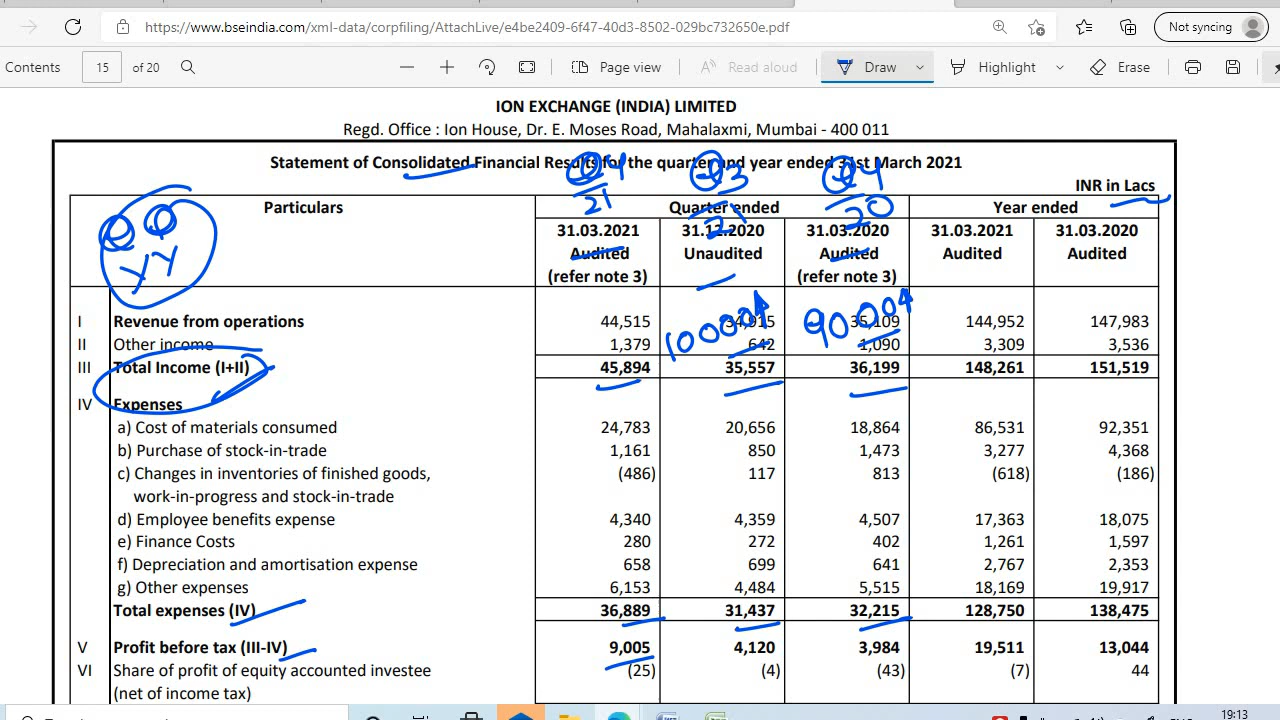 https://www.bseindia.com/xml-data/corpfiling/AttachLive/e4be2409-6f47-40d3-8502-029bc732650e.pdf Not syncing
Contents 15 of 20 Page view Read aloud Draw Highlight Erase
ION EXCHANGE (INDIA) LIMITED
Regd. Office : Ion House, Dr. E. Moses Road, Mahalaxmi, Mumbai - 400 011
Statement of Consolidated Financial Results for the quarter and year ended 31st March 2021
Q4 Q3 Q4
21 21 20
INR in Lacs
Particulars Quarter ended Year ended
31.03.2021 31.12.2020 31.03.2020 31.03.2021 31.03.2020
Audited Unaudited Audited Audited Audited
(refer note 3) (refer note 3)
Q Q
Y Y
10000↑ 9000↑
I Revenue from operations 44,515 34,915 35,109 144,952 147,983
II Other income 1,379 642 1,090 3,309 3,536
III Total Income (I+II) 45,894 35,557 36,199 148,261 151,519
IV Expenses
a) Cost of materials consumed 24,783 20,656 18,864 86,531 92,351
b) Purchase of stock-in-trade 1,161 850 1,473 3,277 4,368
c) Changes in inventories of finished goods, (486) 117 813 (618) (186)
work-in-progress and stock-in-trade
d) Employee benefits expense 4,340 4,359 4,507 17,363 18,075
e) Finance Costs 280 272 402 1,261 1,597
f) Depreciation and amortisation expense 658 699 641 2,767 2,353
g) Other expenses 6,153 4,484 5,515 18,169 19,917
Total expenses (IV) 36,889 31,437 32,215 128,750 138,475
V Profit before tax (III-IV) 9,005 4,120 3,984 19,511 13,044
VI Share of profit of equity accounted investee (25) (4) (43) (7) 44
(net of income tax)
19:13